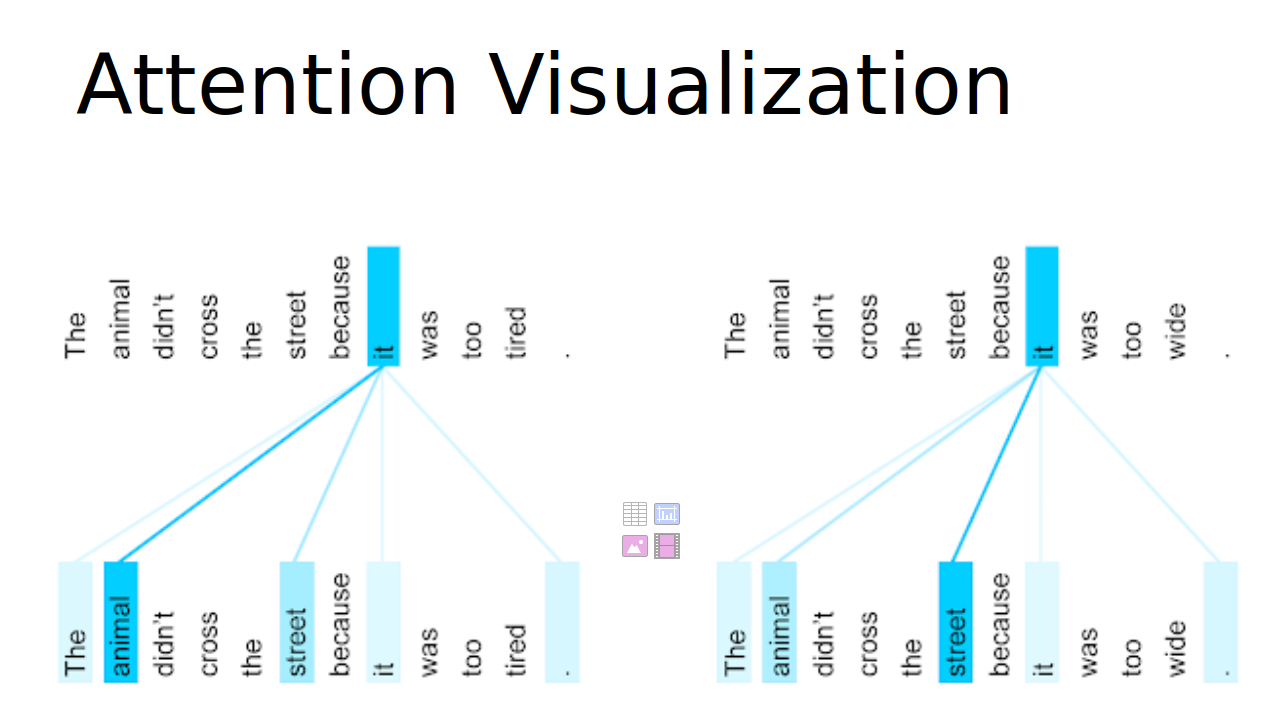 Attention Visualization
The animal didn't cross the street because it was too tired .
The animal didn't cross the street because it was too wide .
The animal didn't cross the street because it was too tired .
The animal didn't cross the street because it was too wide .